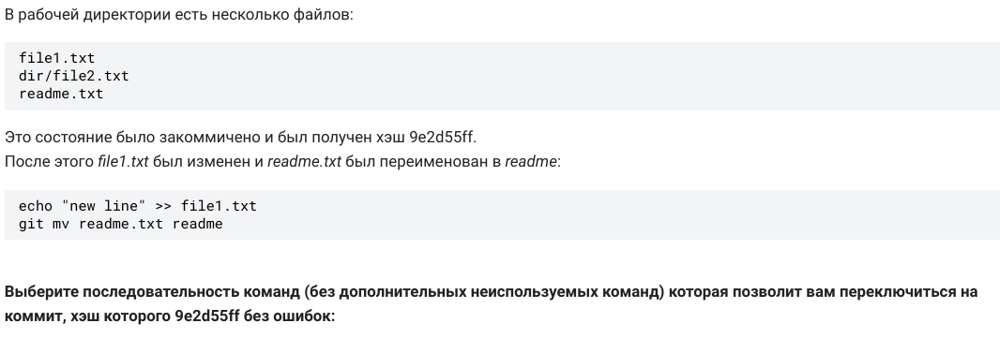 В рабочей директории есть несколько файлов:
file1.txt
dir/file2.txt
readme.txt
Это состояние было закоммичено и был получен хэш 9e2d55ff.
После этого file1.txt был изменен и readme.txt был переименован в readme:
echo "new line" >> file1.txt
git mv readme.txt readme
Выберите последовательность команд (без дополнительных неиспользуемых команд) которая позволит вам переключиться на
коммит, хэш которого 9e2d55ff без ошибок: